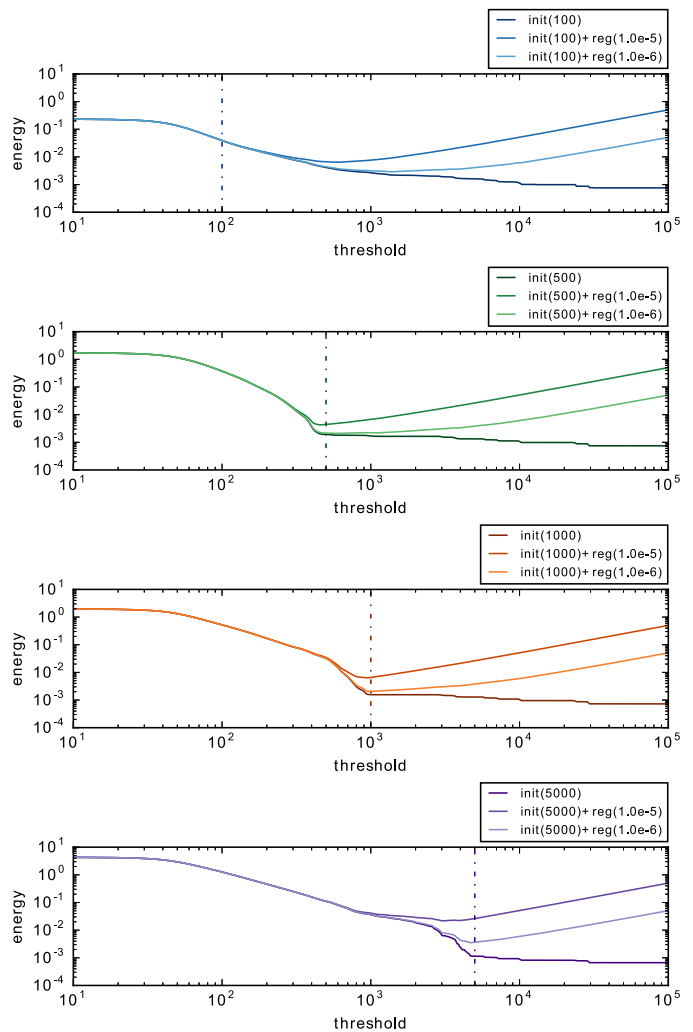 init(100)
init(100)+reg(1.0e-5)
init(100)+reg(1.0e-6)
10^1
10^0
10^-1
10^-2
10^-3
10^-4
energy
10^1 10^2 10^3 10^4 10^5
threshold
init(500)
init(500)+reg(1.0e-5)
init(500)+reg(1.0e-6)
10^1
10^0
10^-1
10^-2
10^-3
10^-4
energy
10^1 10^2 10^3 10^4 10^5
threshold
init(1000)
init(1000)+reg(1.0e-5)
init(1000)+reg(1.0e-6)
10^1
10^0
10^-1
10^-2
10^-3
10^-4
energy
10^1 10^2 10^3 10^4 10^5
threshold
init(5000)
init(5000)+reg(1.0e-5)
init(5000)+reg(1.0e-6)
10^1
10^0
10^-1
10^-2
10^-3
10^-4
energy
10^1 10^2 10^3 10^4 10^5
threshold